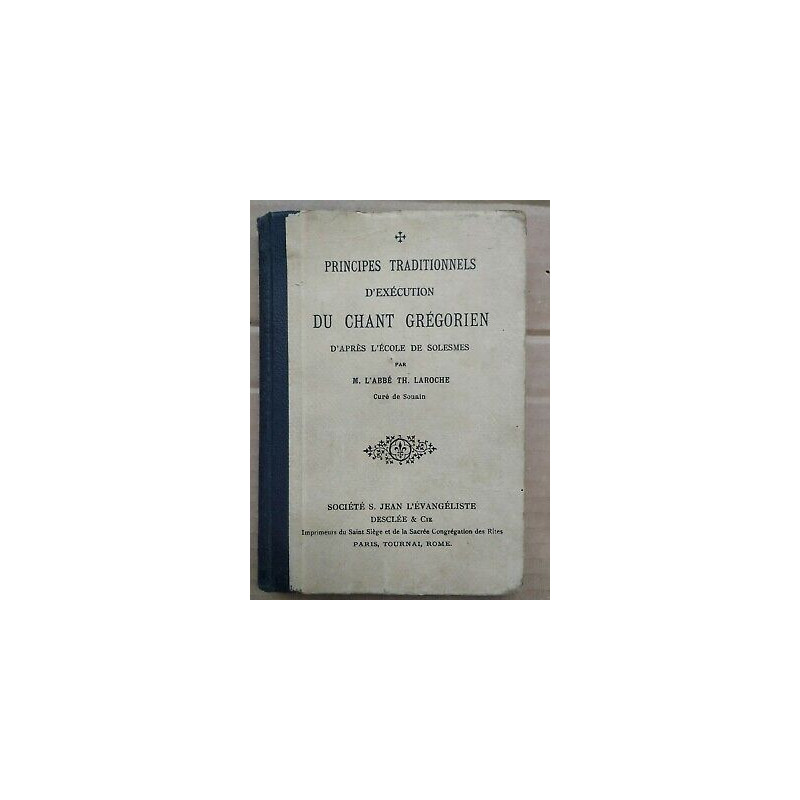 PRINCIPES TRADITIONNELS
D'EXÉCUTION
DU CHANT GRÉGORIEN
D'APRÈS L'ÉCOLE DE SOLESMES
PAR
M. L'ABBÉ TH. LAROCHE
Curé de Souain
SOCIÉTÉ S. JEAN L'ÉVANGÉLISTE
DESCLÉE & Cie
Imprimeurs du Saint Siège et de la Sacrée Congrégation des Rites
PARIS, TOURNAI, ROME.